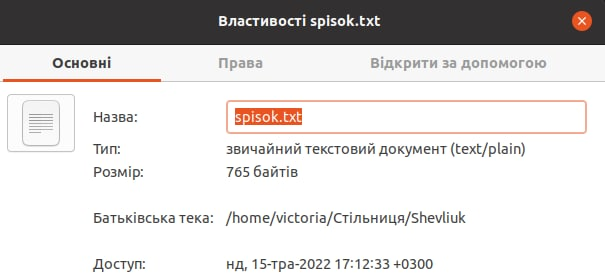 Властивості spisok.txt
Основні Права Відкрити за допомогою
Назва: spisok.txt
Тип: звичайний текстовий документ (text/plain)
Розмір: 765 байтів
Батьківська тека: /home/victoria/Стільниця/Shevliuk
Доступ: нд, 15-тра-2022 17:12:33 +0300